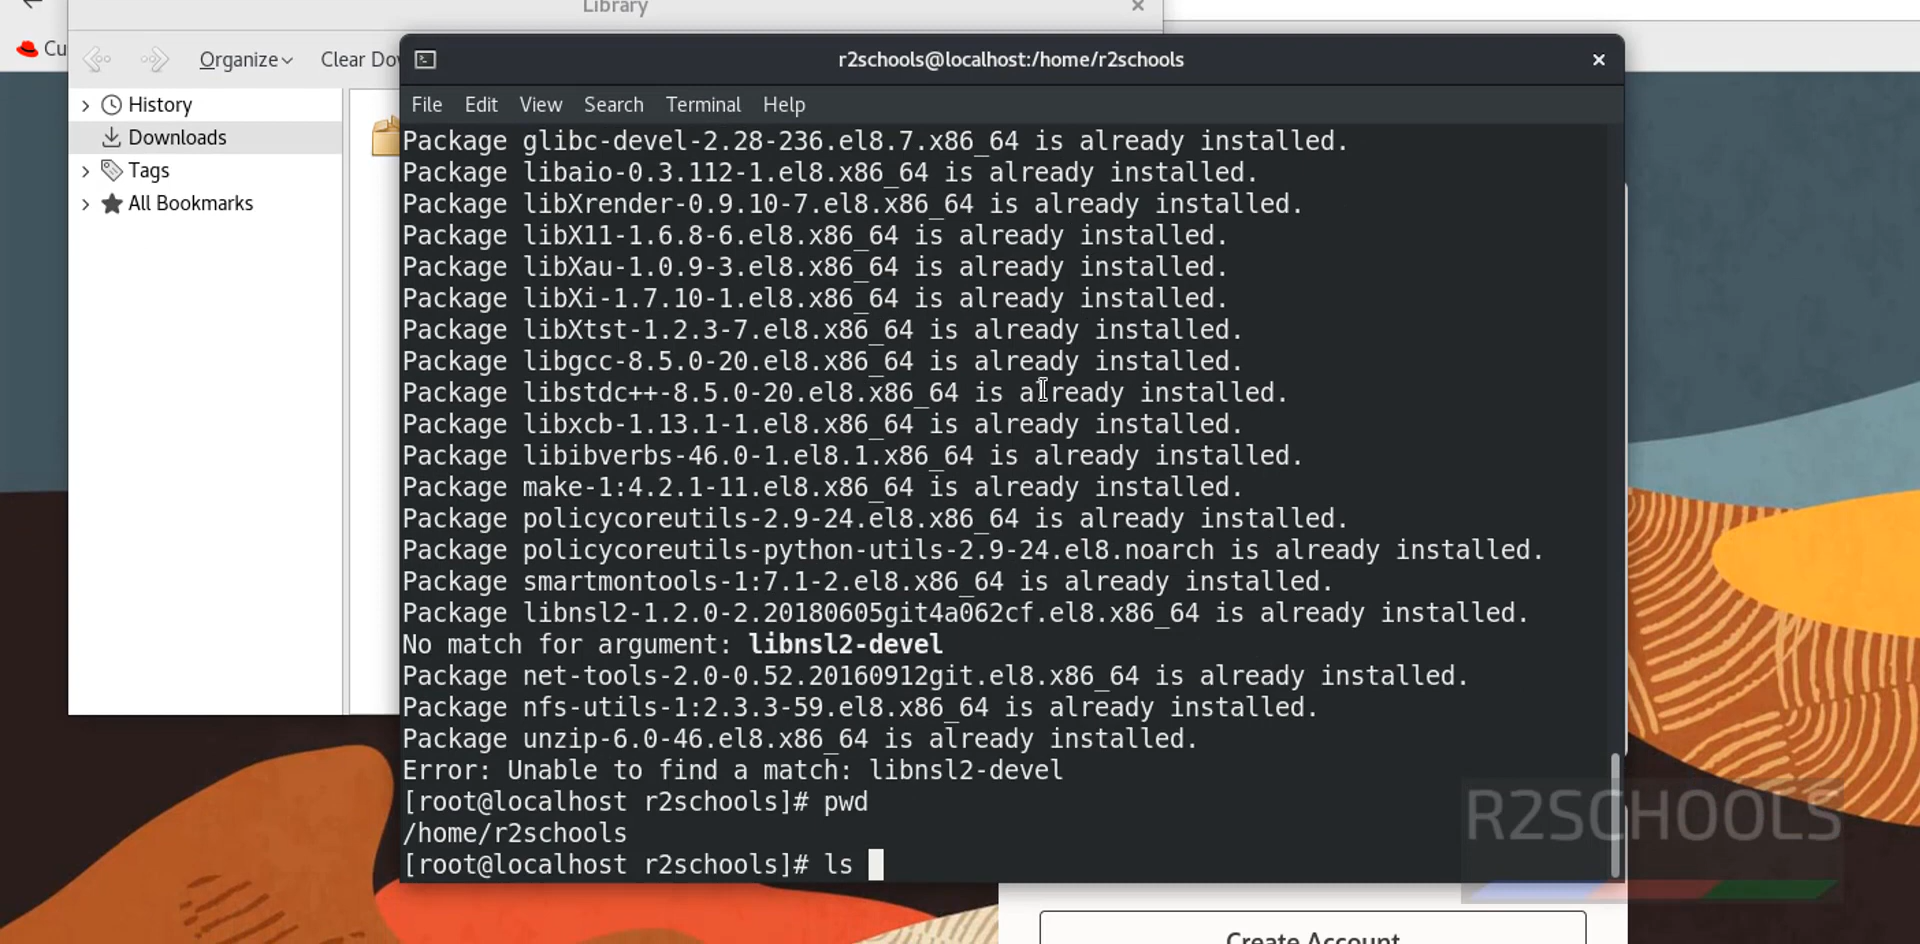 Library
Cu
Organize
Clear Do
History
Downloads
Tags
All Bookmarks
r2schools@localhost:/home/r2schools
File Edit View Search Terminal Help
Package glibc-devel-2.28-236.el8.7.x86_64 is already installed.
Package libaio-0.3.112-1.el8.x86_64 is already installed.
Package libXrender-0.9.10-7.el8.x86_64 is already installed.
Package libX11-1.6.8-6.el8.x86_64 is already installed.
Package libXau-1.0.9-3.el8.x86_64 is already installed.
Package libXi-1.7.10-1.el8.x86_64 is already installed.
Package libXtst-1.2.3-7.el8.x86_64 is already installed.
Package libgcc-8.5.0-20.el8.x86_64 is already installed.
Package libstdc++-8.5.0-20.el8.x86_64 is already installed.
Package libxcb-1.13.1-1.el8.x86_64 is already installed.
Package libibverbs-46.0-1.el8.1.x86_64 is already installed.
Package make-1:4.2.1-11.el8.x86_64 is already installed.
Package policycoreutils-2.9-24.el8.x86_64 is already installed.
Package policycoreutils-python-utils-2.9-24.el8.noarch is already installed.
Package smartmontools-1:7.1-2.el8.x86_64 is already installed.
Package libnsl2-1.2.0-2.20180605git4a062cf.el8.x86_64 is already installed.
No match for argument: libnsl2-devel
Package net-tools-2.0-0.52.20160912git.el8.x86_64 is already installed.
Package nfs-utils-1:2.3.3-59.el8.x86_64 is already installed.
Package unzip-6.0-46.el8.x86_64 is already installed.
Error: Unable to find a match: libnsl2-devel
[root@localhost r2schools]# pwd
/home/r2schools
[root@localhost r2schools]# ls
R2SCHOOLS
Create Account